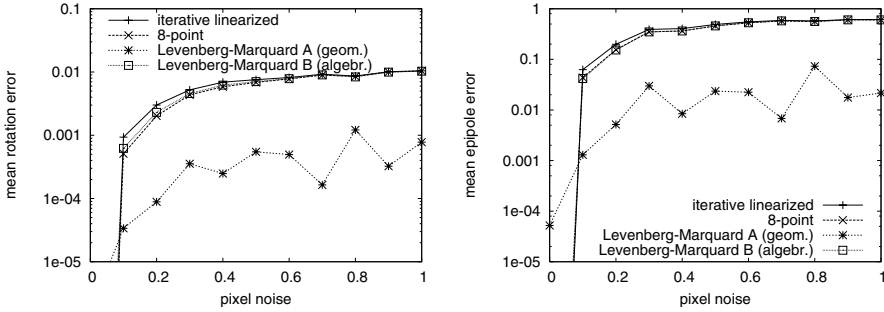 mean rotation error
0.1
0.010
0.001
1e-04
1e-05
0
0.2
0.4
0.6
0.8
1
pixel noise
iterative linearized
8-point
Levenberg-Marquard A (geom.)
Levenberg-Marquard B (algebr.)
mean epipole error
1
0.1
0.01
0.001
1e-04
1e-05
0
0.2
0.4
0.6
0.8
1
pixel noise
iterative linearized
8-point
Levenberg-Marquard A (geom.)
Levenberg-Marquard B (algebr.)